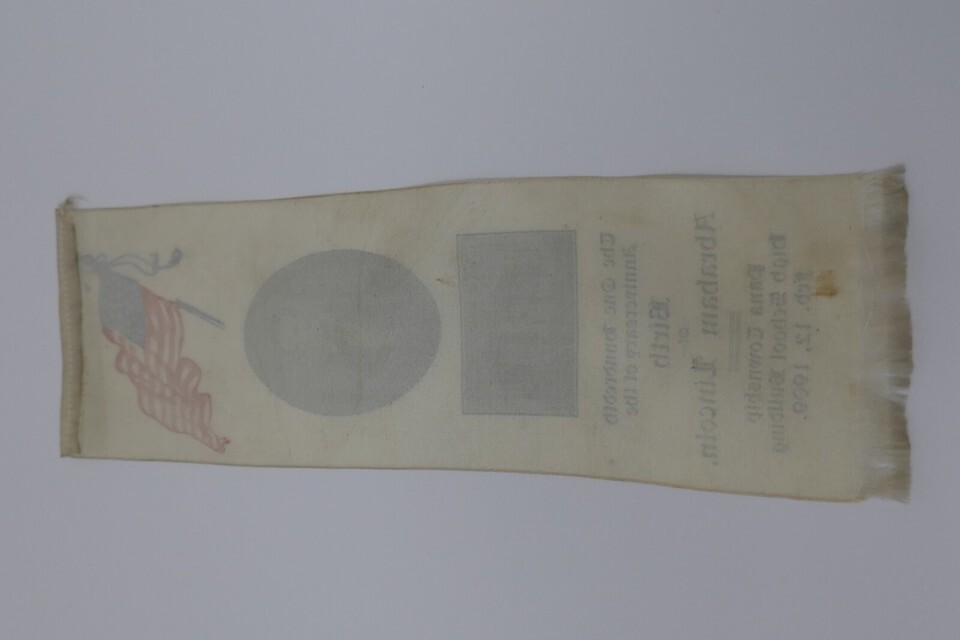 The One Hundredth
Anniversary of the
Birth
OF
Abraham Lincoln.
Dana Township
High School Building
Feb. 12, 1909.